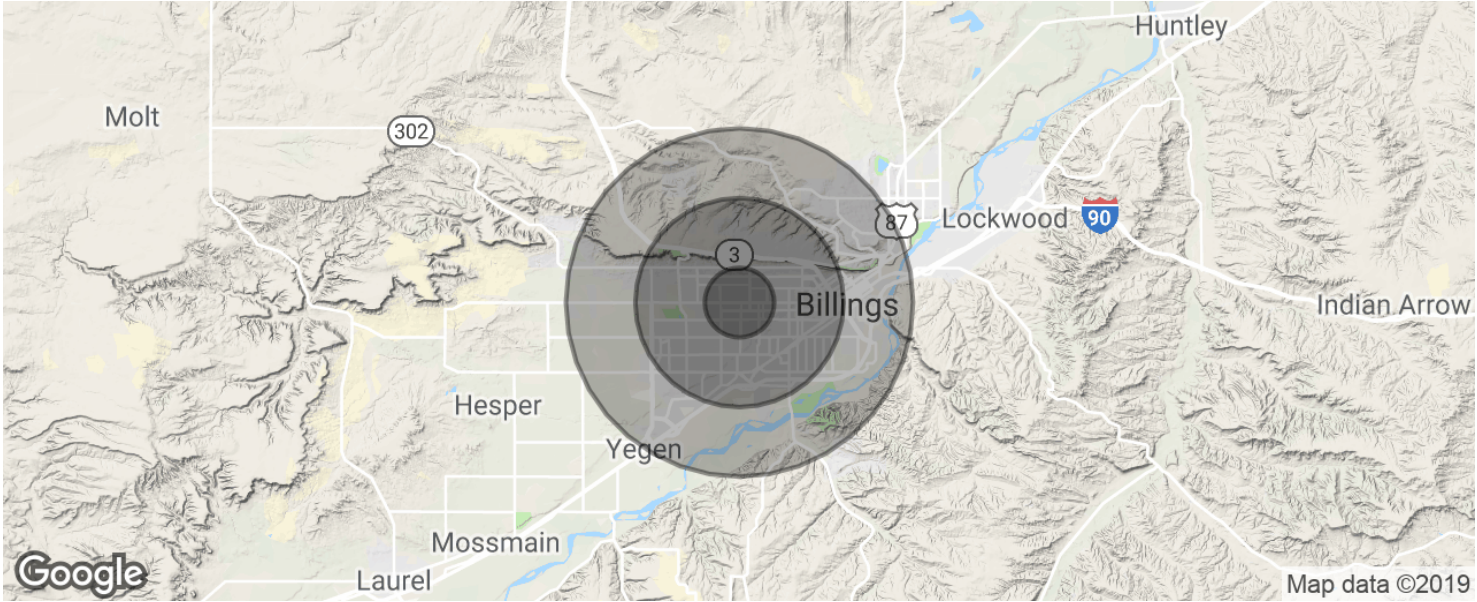 Huntley
Molt
302
87
Lockwood
90
3
Billings
Indian Arrow
Hesper
Yegen
Mossmain
Laurel
Google
Map data ©2019